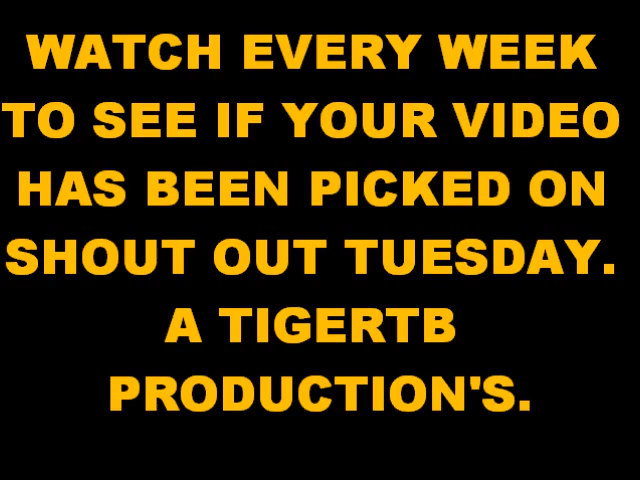 WATCH EVERY WEEK
TO SEE IF YOUR VIDEO
HAS BEEN PICKED ON
SHOUT OUT TUESDAY.
A TIGERTB
PRODUCTION'S.